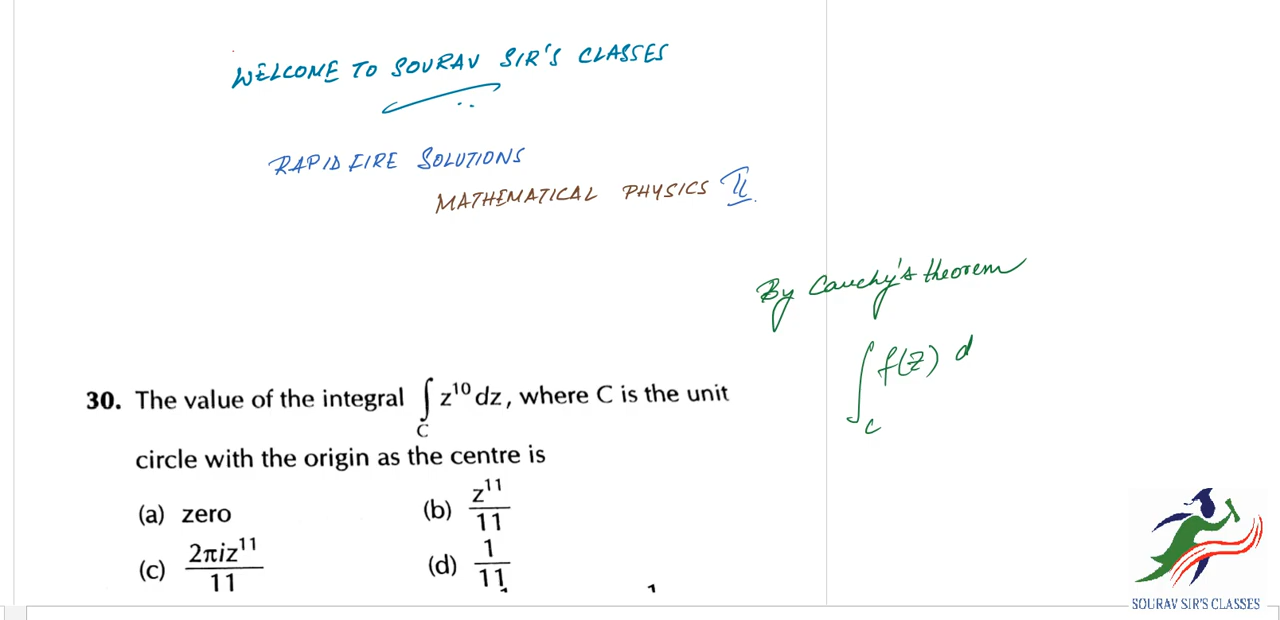 WELCOME TO SOURAV SIR'S CLASSES
RAPID FIRE SOLUTIONS
MATHEMATICAL PHYSICS II
By Cauchy's theorem
∫_C f(z) d
30. The value of the integral ∫_C z^10 dz, where C is the unit
circle with the origin as the centre is
(a) zero
(b) z^11/11
(c) 2πiz^11/11
(d) 1/11
SOURAV SIR'S CLASSES